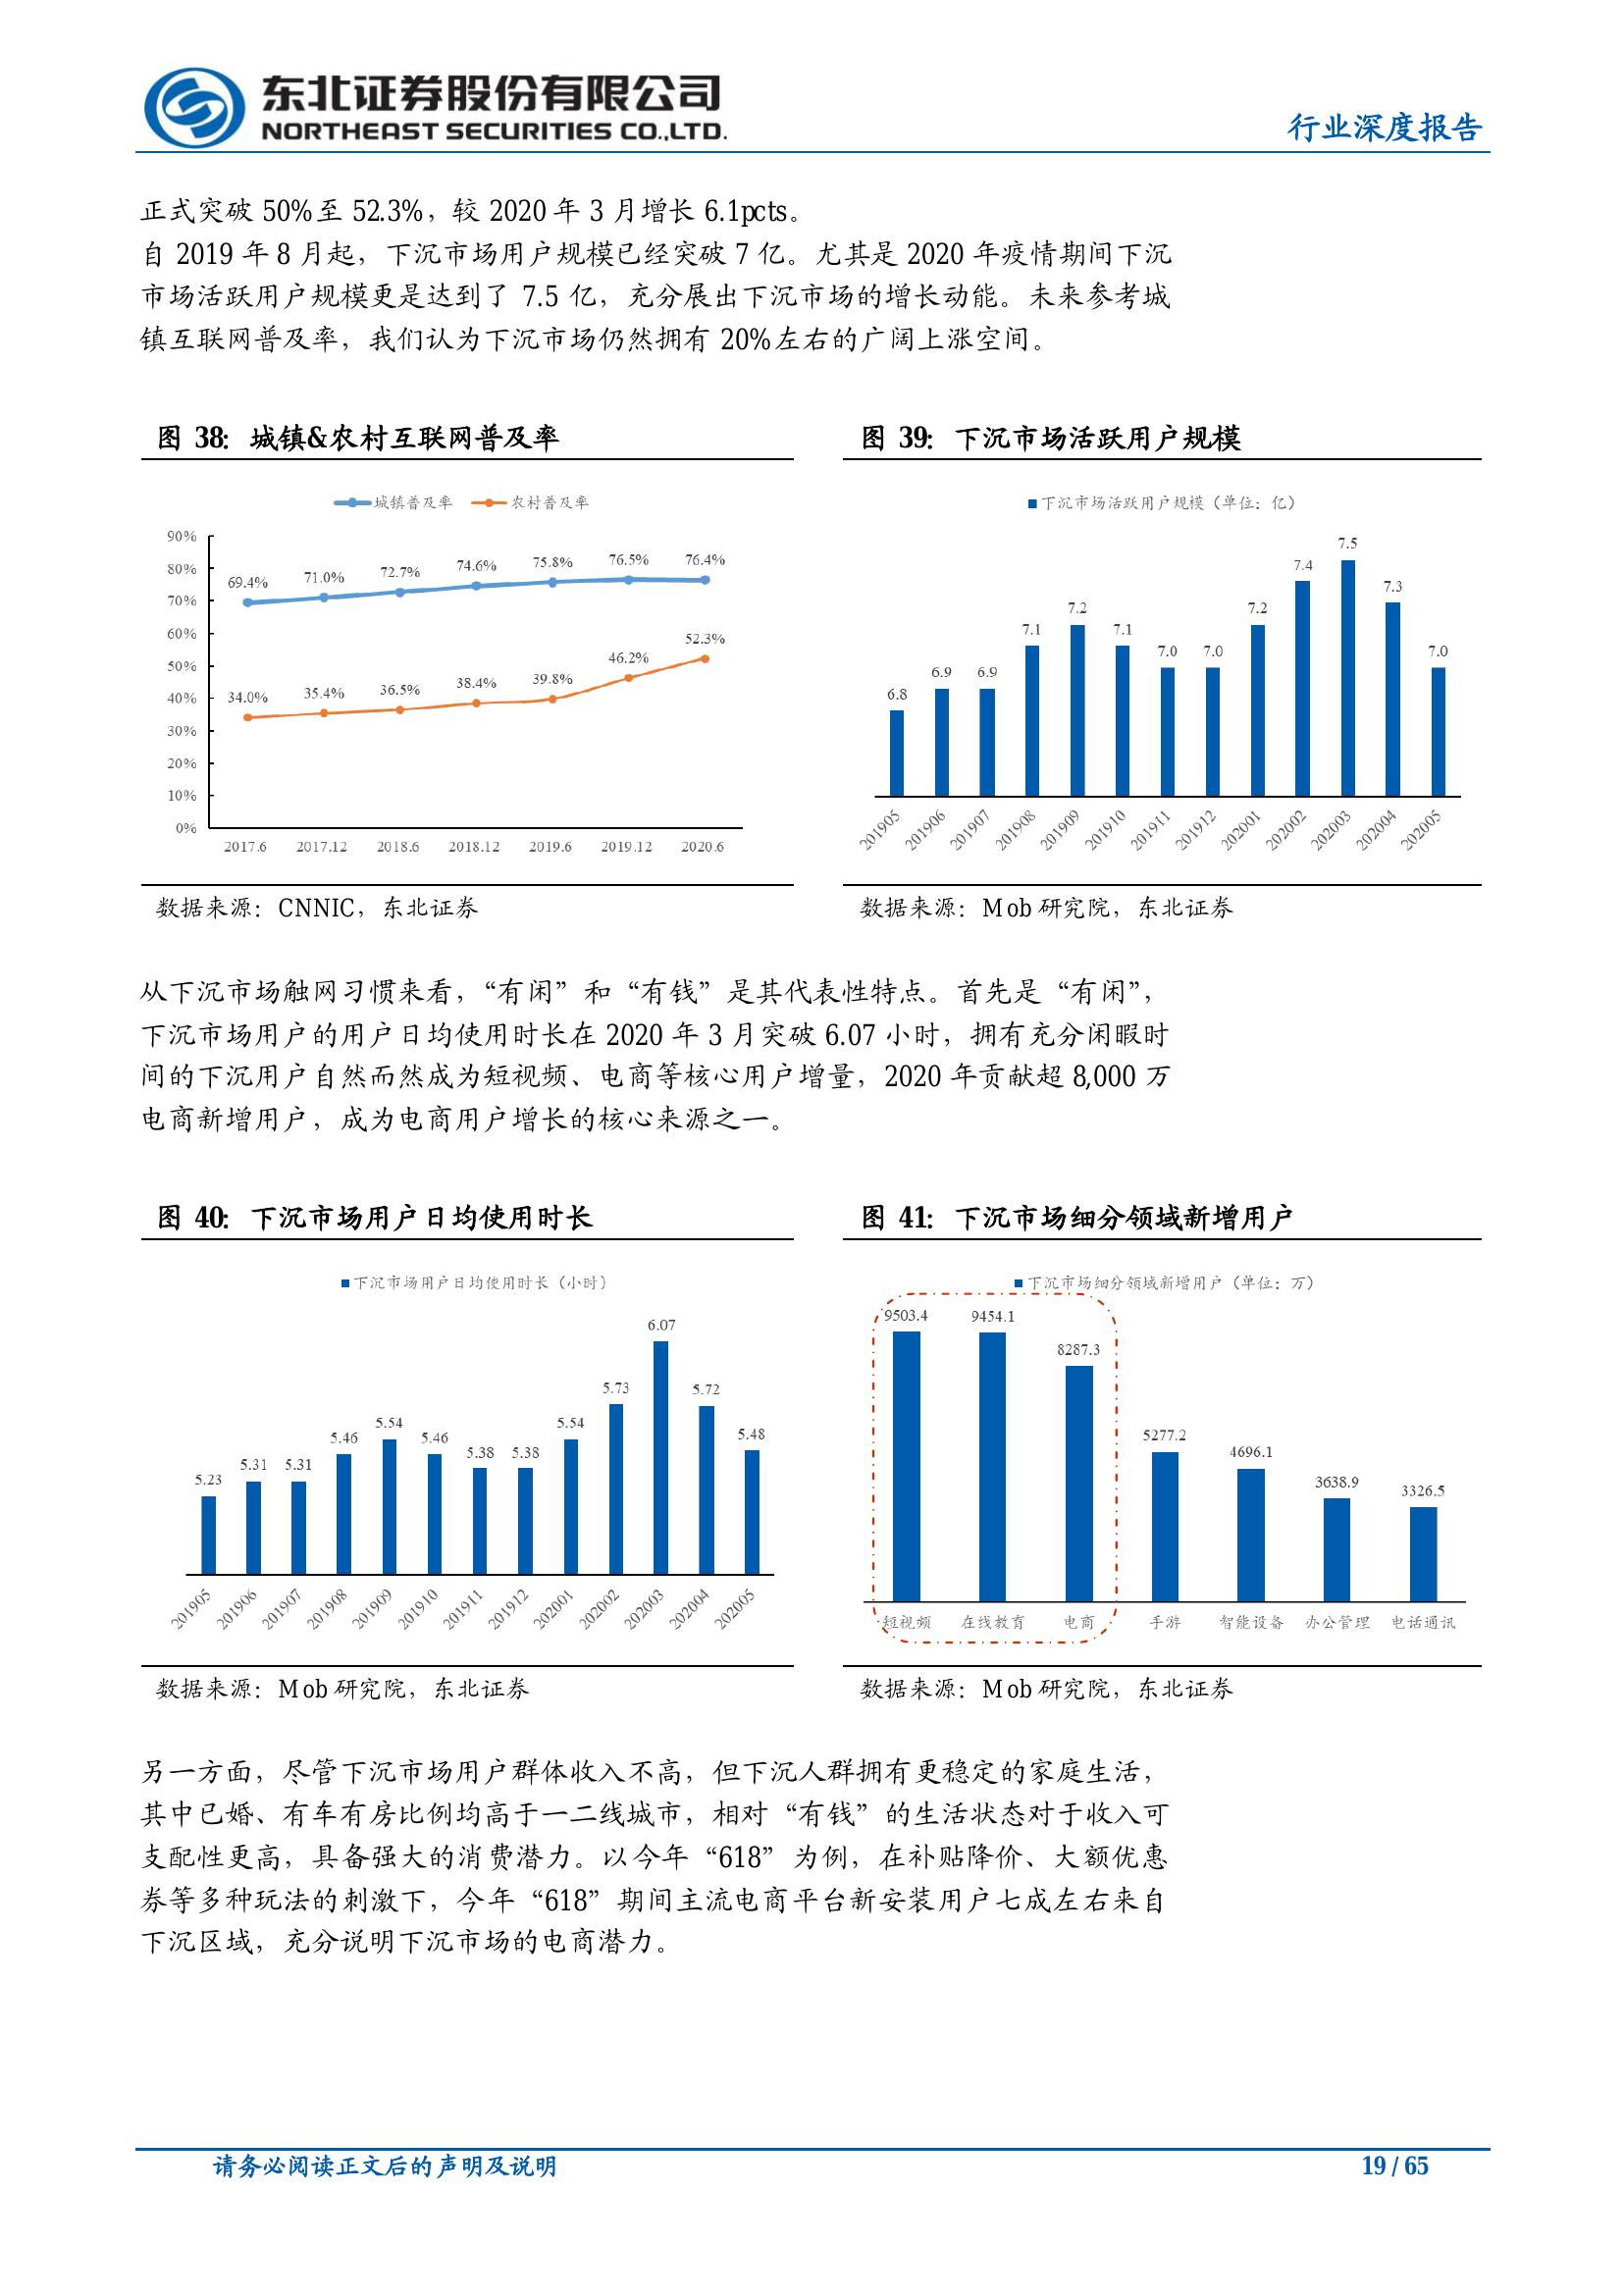 东北证券股份有限公司
NORTHEAST SECURITIES CO.,LTD.
行业深度报告
正式突破 50%至 52.3%，较 2020 年 3 月增长 6.1pcts。
自 2019 年 8 月起，下沉市场用户规模已经突破 7 亿。尤其是 2020 年疫情期间下沉
市场活跃用户规模更是达到了 7.5 亿，充分展出下沉市场的增长动能。未来参考城
镇互联网普及率，我们认为下沉市场仍然拥有 20%左右的广阔上涨空间。
图 38：城镇&农村互联网普及率
城镇普及率 农村普及率
90%
80%
70%
60%
50%
40%
30%
20%
10%
0%
69.4% 71.0% 72.7% 74.6% 75.8% 76.5% 76.4%
34.0% 35.4% 36.5% 38.4% 39.8% 46.2% 52.3%
2017.6 2017.12 2018.6 2018.12 2019.6 2019.12 2020.6
数据来源：CNNIC，东北证券
图 39：下沉市场活跃用户规模
下沉市场活跃用户规模（单位：亿）
6.8 6.9 6.9 7.1 7.2 7.1 7.0 7.0 7.2 7.4 7.5 7.3 7.0
201905 201906 201907 201908 201909 201910 201911 201912 202001 202002 202003 202004 202005
数据来源：Mob 研究院，东北证券
从下沉市场触网习惯来看，“有闲”和“有钱”是其代表性特点。首先是“有闲”，
下沉市场用户的用户日均使用时长在 2020 年 3 月突破 6.07 小时，拥有充分闲暇时
间的下沉用户自然而然成为短视频、电商等核心用户增量，2020 年贡献超 8,000 万
电商新增用户，成为电商用户增长的核心来源之一。
图 40：下沉市场用户日均使用时长
下沉市场用户日均使用时长（小时）
5.23 5.31 5.31 5.46 5.54 5.46 5.38 5.38 5.54 5.73 6.07 5.72 5.48
201905 201906 201907 201908 201909 201910 201911 201912 202001 202002 202003 202004 202005
数据来源：Mob 研究院，东北证券
图 41：下沉市场细分领域新增用户
下沉市场细分领域新增用户（单位：万）
9503.4 9454.1 8287.3 5277.2 4696.1 3638.9 3326.5
短视频 在线教育 电商 手游 智能设备 办公管理 电话通讯
数据来源：Mob 研究院，东北证券
另一方面，尽管下沉市场用户群体收入不高，但下沉人群拥有更稳定的家庭生活，
其中已婚、有车有房比例均高于一二线城市，相对“有钱”的生活状态对于收入可
支配性更高，具备强大的消费潜力。以今年“618”为例，在补贴降价、大额优惠
券等多种玩法的刺激下，今年“618”期间主流电商平台新安装用户七成左右来自
下沉区域，充分说明下沉市场的电商潜力。
请务必阅读正文后的声明及说明
19 / 65